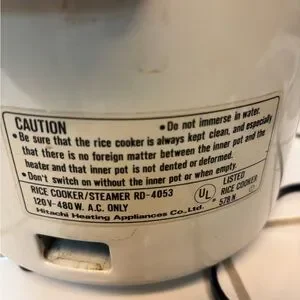 CAUTION
• Do not immerse in water.
• Be sure that the rice cooker is always kept clean, and especially
that there is no foreign matter between the inner pot and the
heater and that inner pot is not dented or deformed.
• Don't switch on without the inner pot or when empty.
RICE COOKER/STEAMER RD-4053
120V-480W. A.C. ONLY
Hitachi Heating Appliances Co., Ltd.
UL
LISTED
RICE COOKER
578N